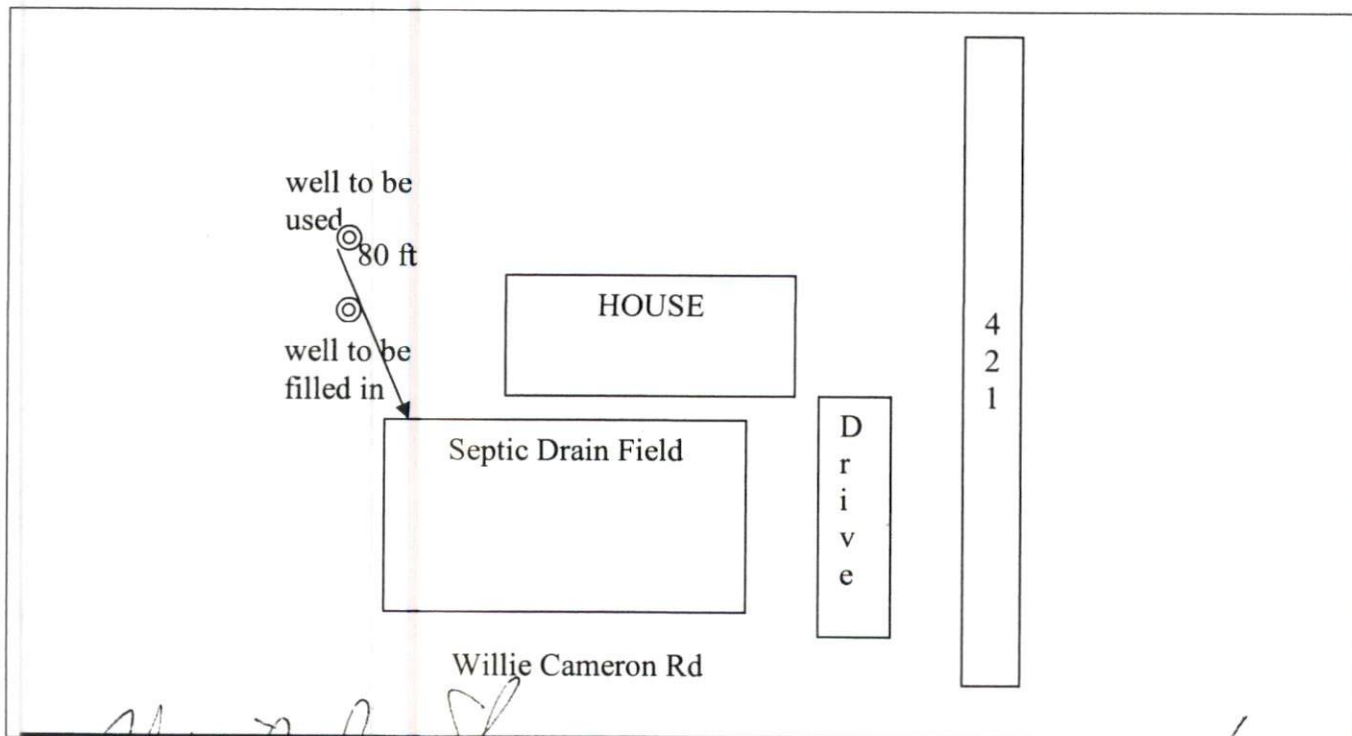 well to be
used
80 ft
HOUSE
well to be
filled in
Septic Drain Field
D
r
i
v
e
4
2
1
Willie Cameron Rd